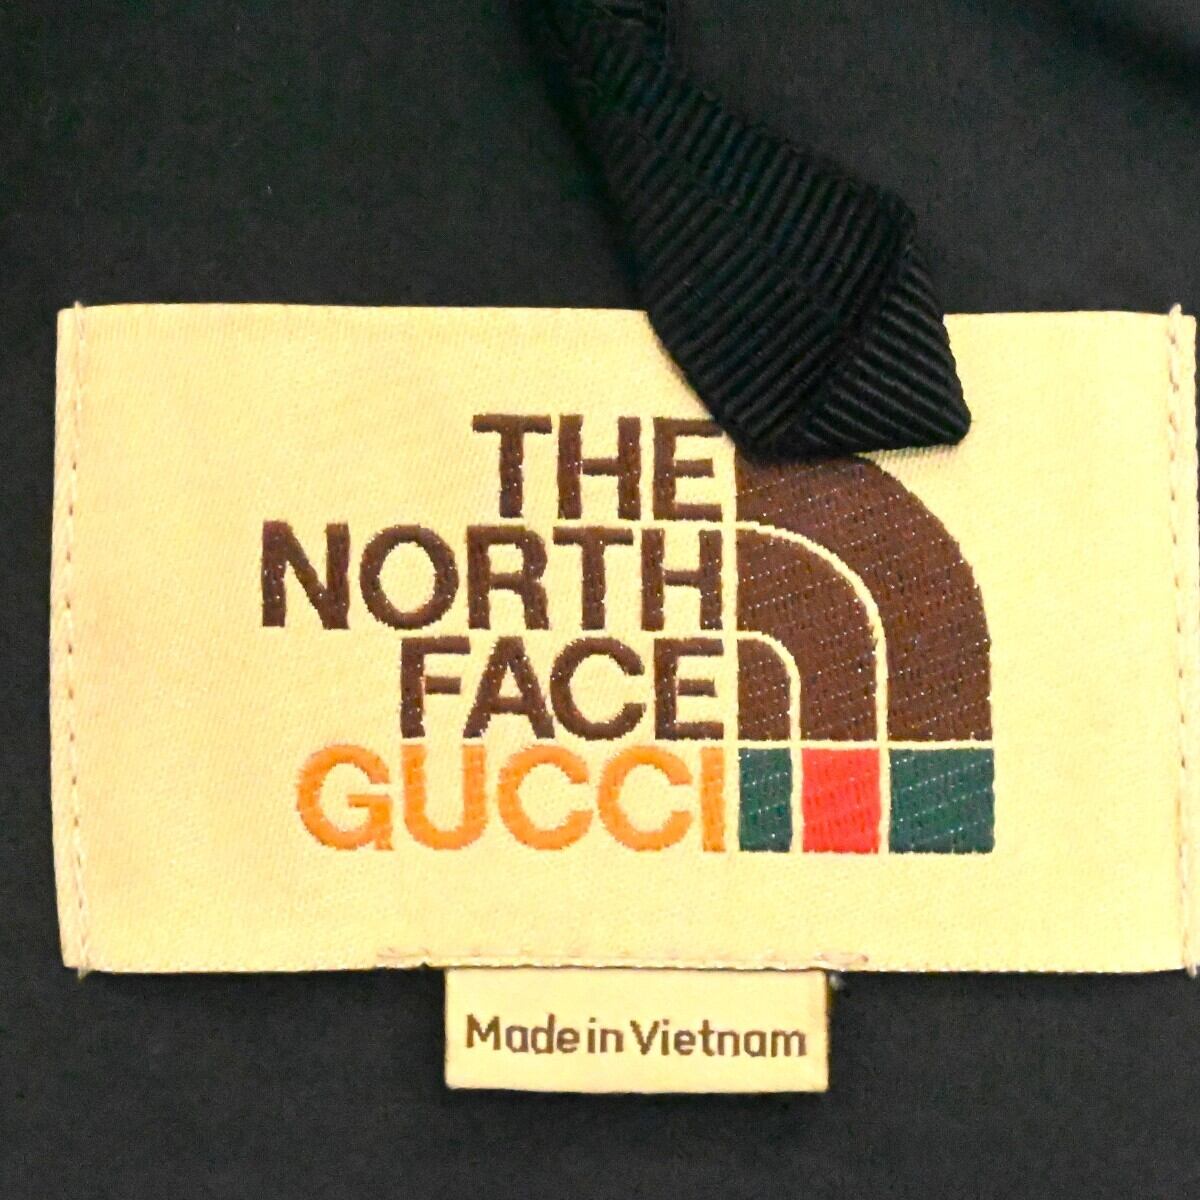 THE
NORTH
FACE
GUCCI
Made in Vietnam